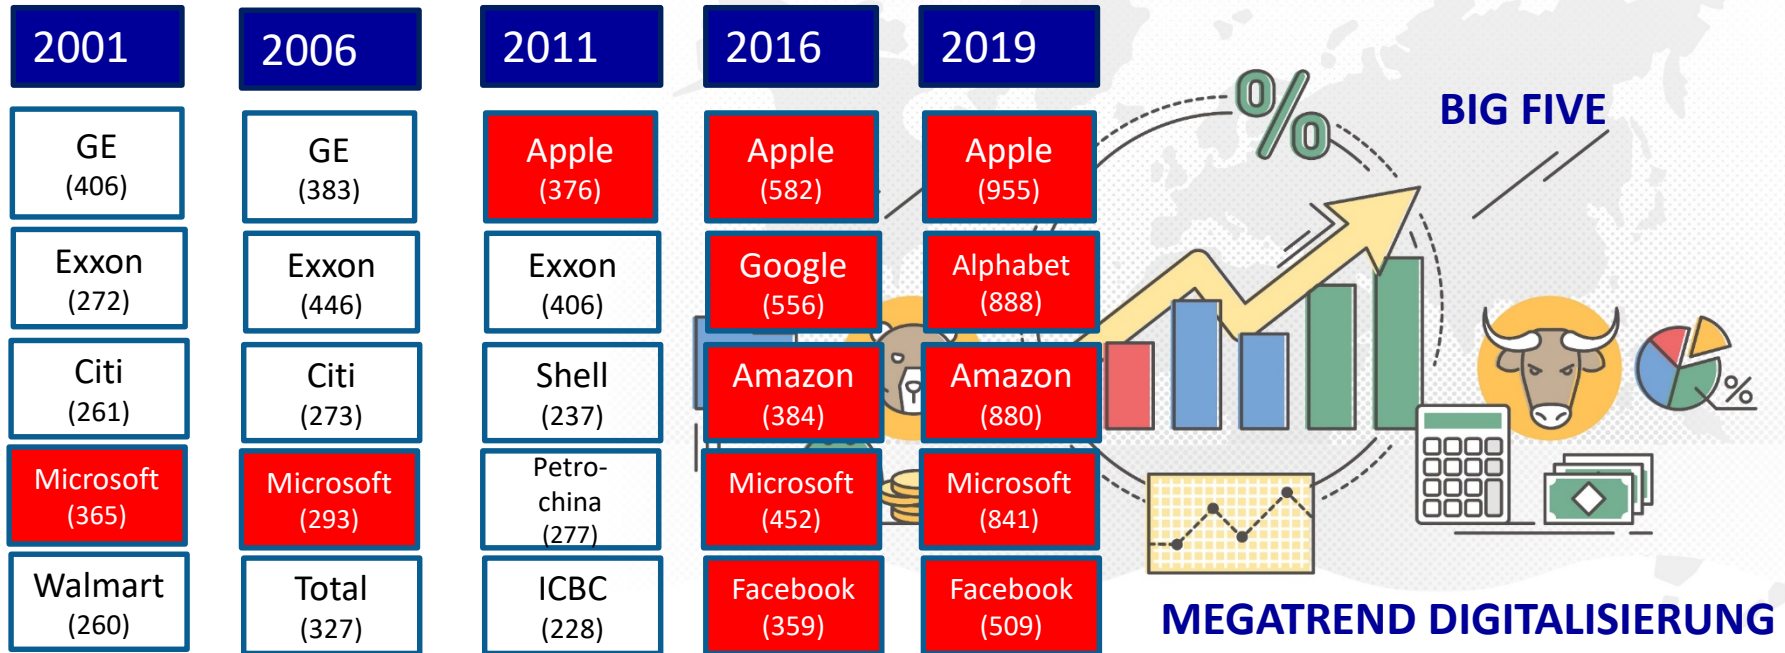 2001
2006
2011
2016
2019
BIG FIVE
GE
(406)
GE
(383)
Apple
(376)
Apple
(582)
Apple
(955)
%
Exxon
(272)
Exxon
(446)
Exxon
(406)
Google
(556)
Alphabet
(888)
Citi
(261)
Citi
(273)
Shell
(237)
Amazon
(384)
Amazon
(880)
%
Microsoft
(365)
Microsoft
(293)
Petro-
china
(277)
Microsoft
(452)
Microsoft
(841)
Walmart
(260)
Total
(327)
ICBC
(228)
Facebook
(359)
Facebook
(509)
MEGATREND DIGITALISIERUNG